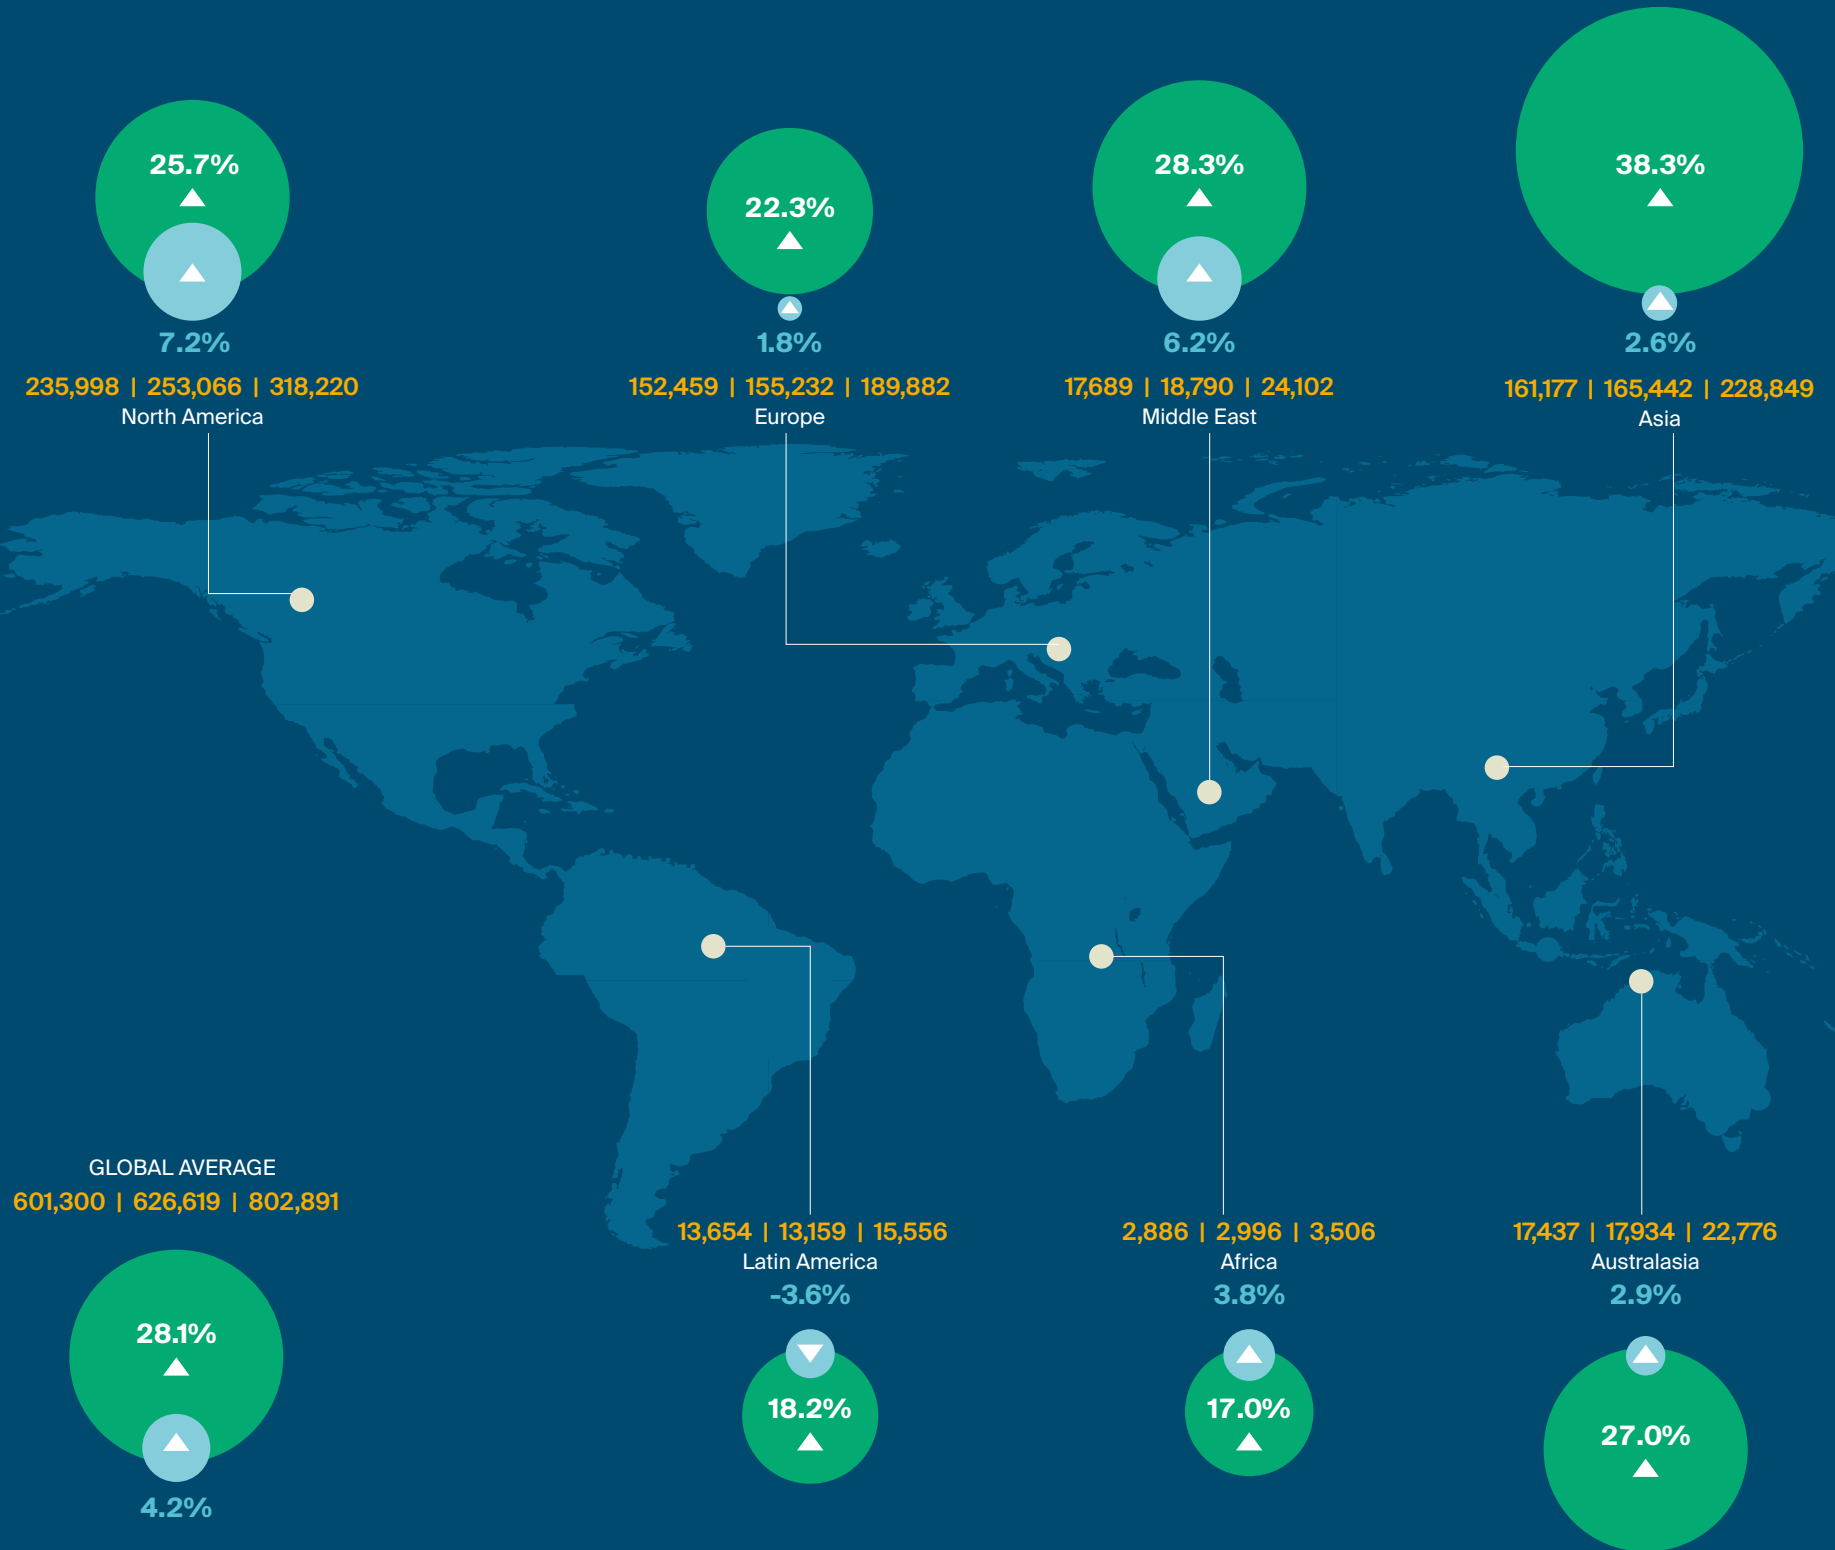 25.7%
7.2%
235,998 | 253,066 | 318,220
North America
22.3%
1.8%
152,459 | 155,232 | 189,882
Europe
28.3%
6.2%
17,689 | 18,790 | 24,102
Middle East
38.3%
2.6%
161,177 | 165,442 | 228,849
Asia
GLOBAL AVERAGE
601,300 | 626,619 | 802,891
28.1%
4.2%
13,654 | 13,159 | 15,556
Latin America
-3.6%
18.2%
2,886 | 2,996 | 3,506
Africa
3.8%
17.0%
17,437 | 17,934 | 22,776
Australasia
2.9%
27.0%